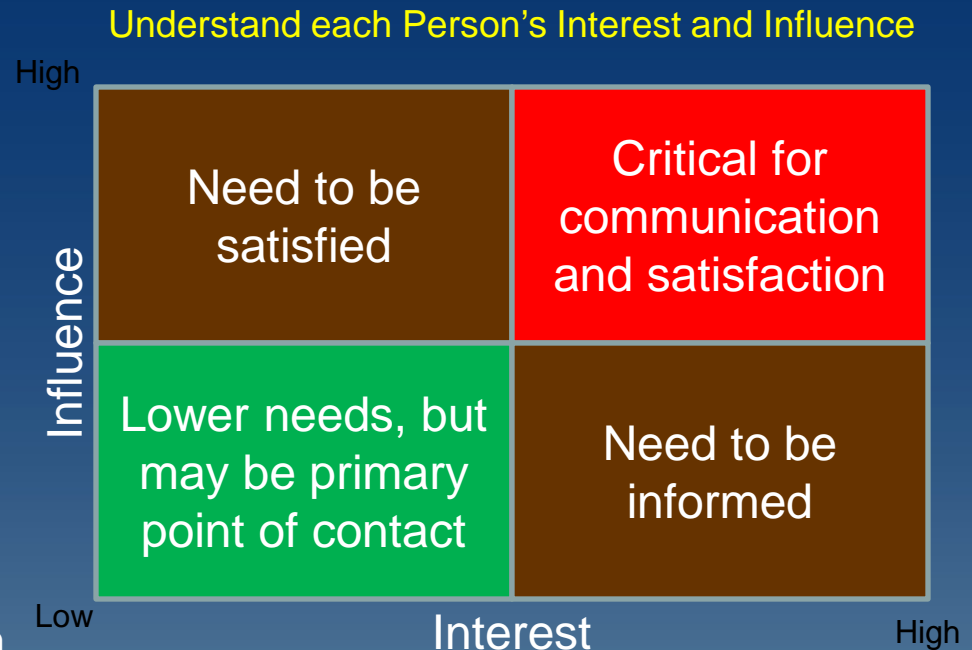 Understand each Person's Interest and Influence
High
Need to be
satisfied
Critical for
communication
and satisfaction
Influence
Lower needs, but
may be primary
point of contact
Need to be
informed
Low
Interest
High